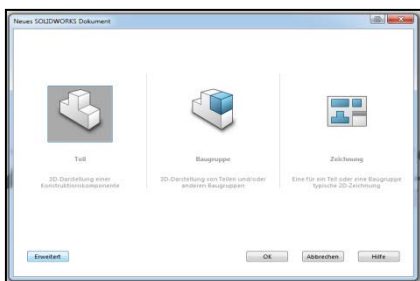 Neues SOLIDWORKS Dokument
Teil
3D-Darstellung einer
Konstruktionskomponente
Baugruppe
3D-Darstellung von Teilen und/oder
anderen Baugruppen
Zeichnung
Eine für ein Teil oder eine Baugruppe
typische 2D-Zeichnung
Erweitert
OK
Abbrechen
Hilfe